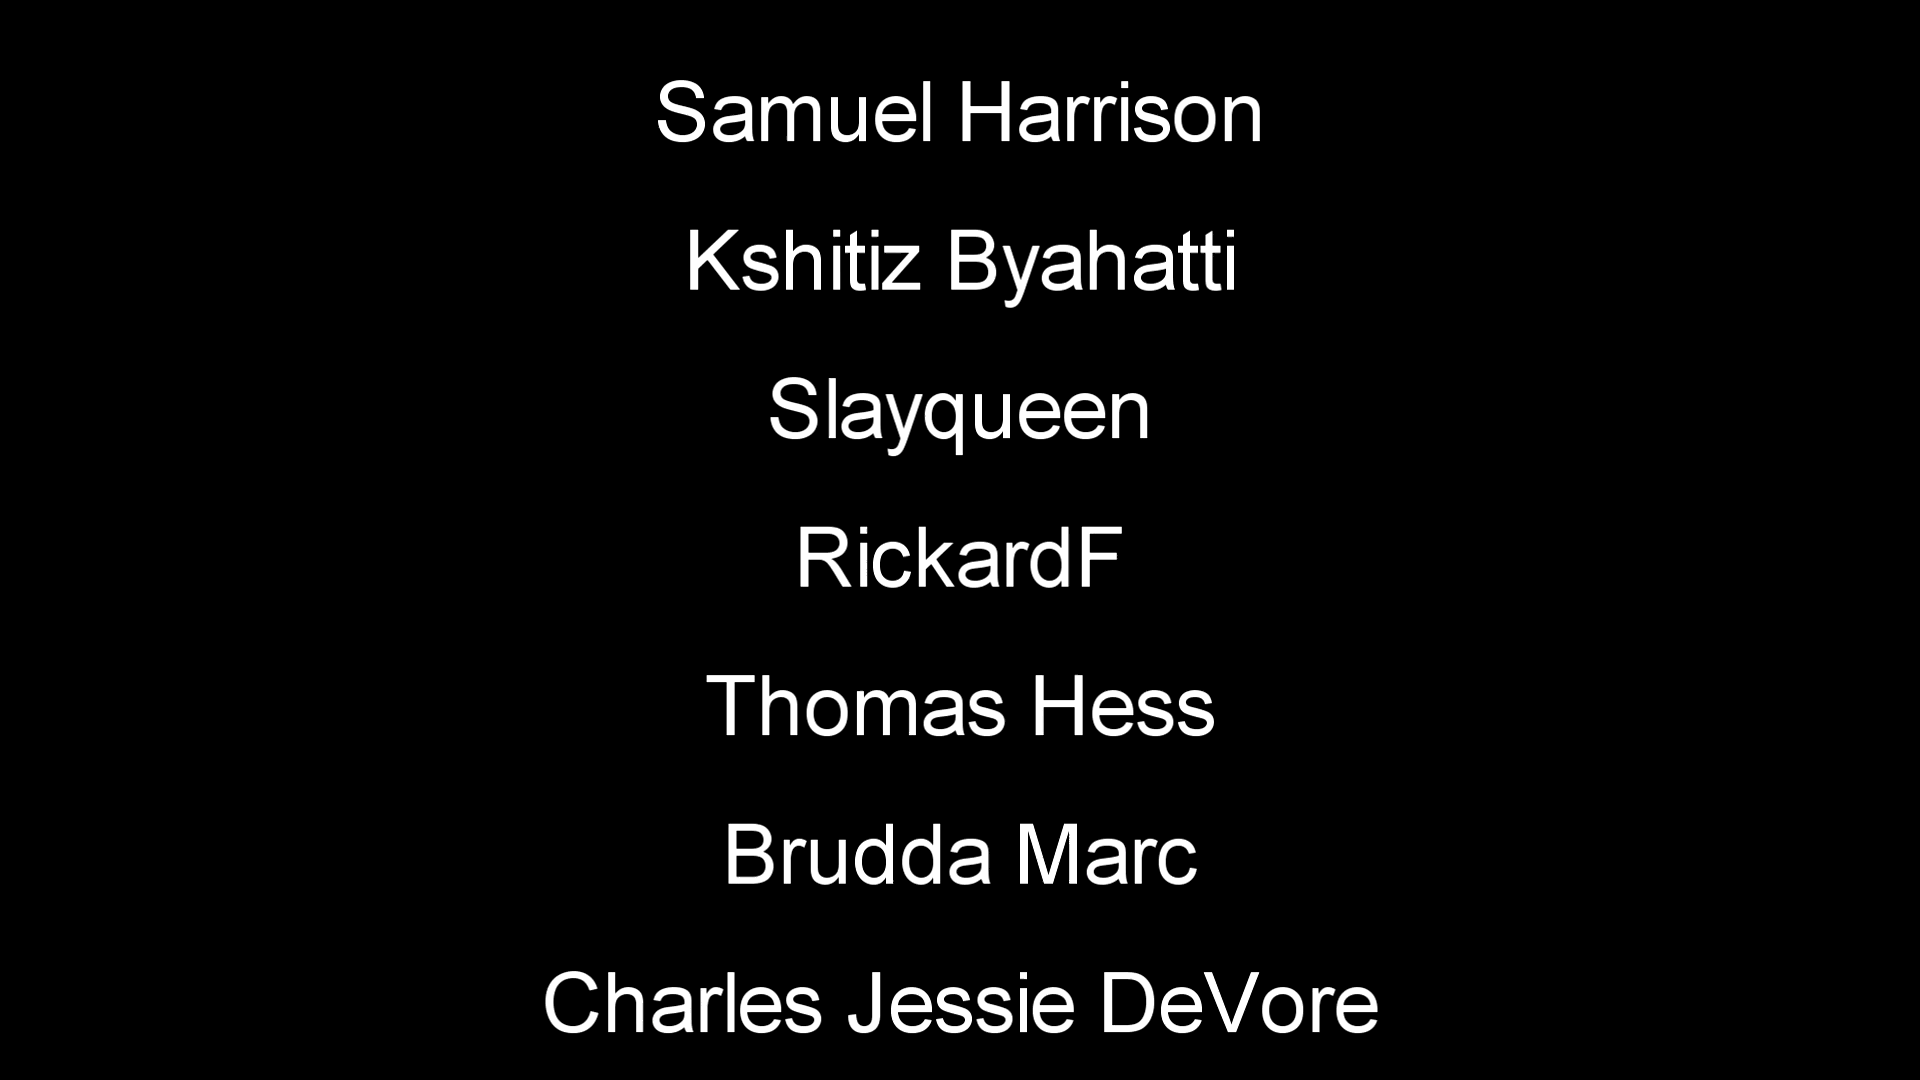 Samuel Harrison
Kshitiz Byahatti
Slayqueen
RickardF
Thomas Hess
Brudda Marc
Charles Jessie DeVore